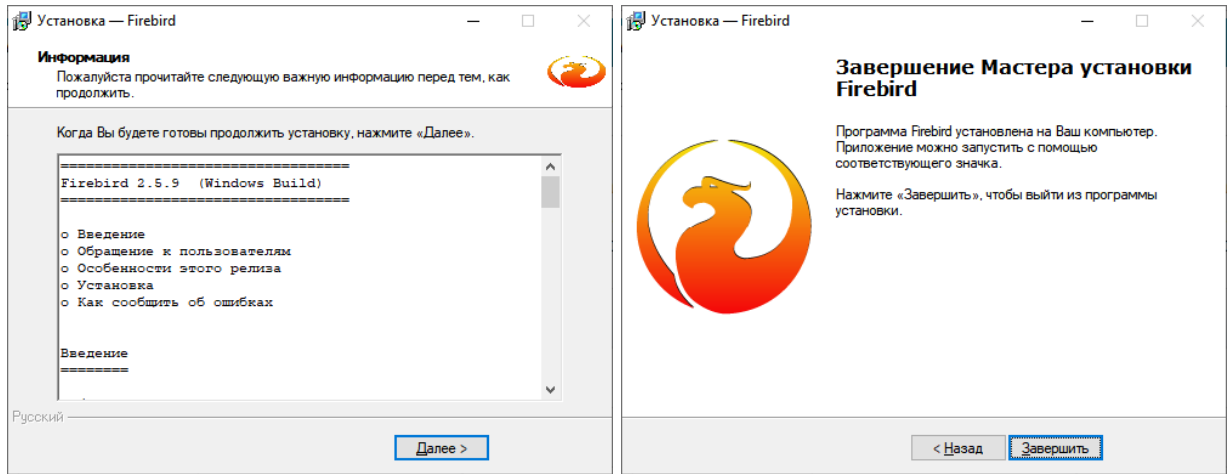 Установка — Firebird
Информация
Пожалуйста прочитайте следующую важную информацию перед тем, как
продолжить.
Когда Вы будете готовы продолжить установку, нажмите «Далее».
==================================
Firebird 2.5.9 (Windows Build)
==================================
o Введение
o Обращение к пользователям
o Особенности этого релиза
o Установка
o Как сообщить об ошибках
Введение
========
Русский
Далее >
Установка — Firebird
Завершение Мастера установки
Firebird
Программа Firebird установлена на Ваш компьютер.
Приложение можно запустить с помощью
соответствующего значка.
Нажмите «Завершить», чтобы выйти из программы
установки.
< Назад
Завершить